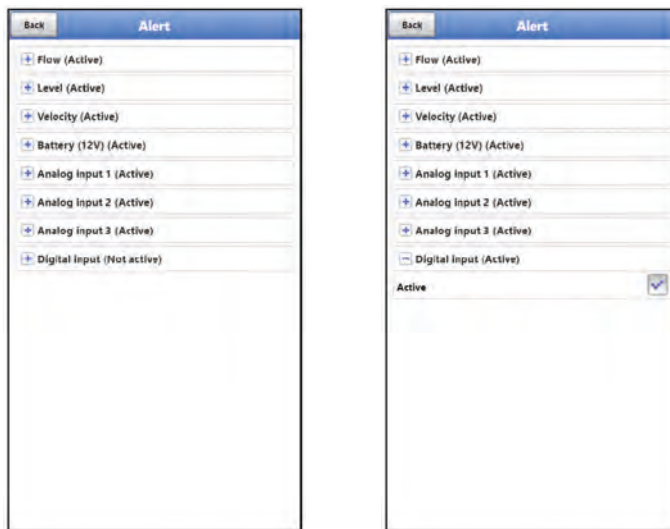 Back
Alert
Flow (Active)
Level (Active)
Velocity (Active)
Battery (12V) (Active)
Analog input 1 (Active)
Analog input 2 (Active)
Analog input 3 (Active)
Digital input (Not active)
Back
Alert
Flow (Active)
Level (Active)
Velocity (Active)
Battery (12V) (Active)
Analog input 1 (Active)
Analog input 2 (Active)
Analog input 3 (Active)
Digital input (Active)
Active